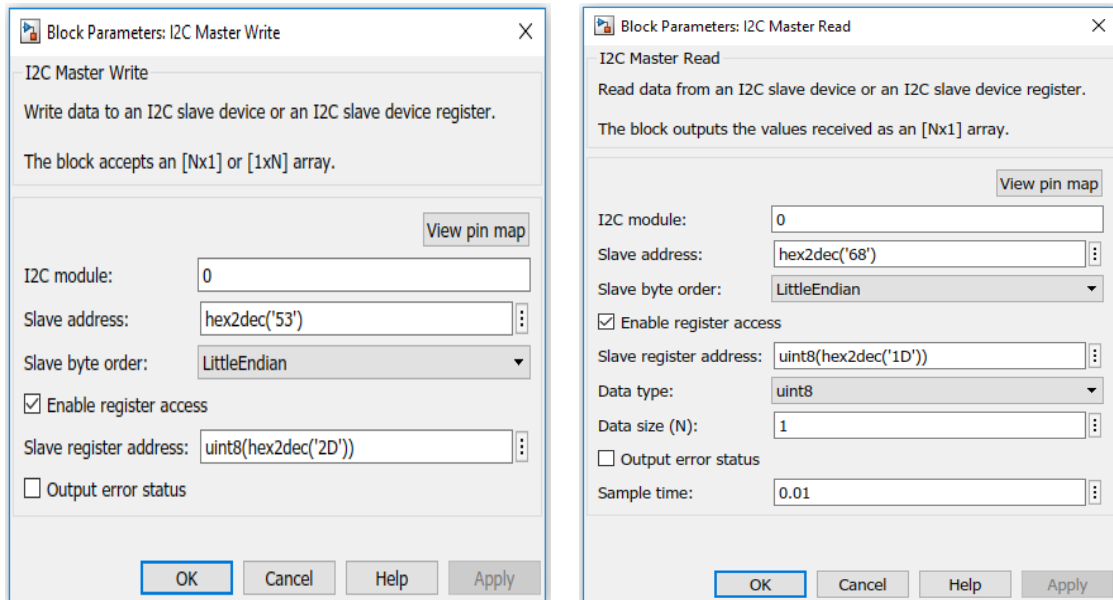 Block Parameters: I2C Master Write
I2C Master Write
Write data to an I2C slave device or an I2C slave device register.
The block accepts an [Nx1] or [1xN] array.
View pin map
I2C module: 0
Slave address: hex2dec('53')
Slave byte order: LittleEndian
Enable register access
Slave register address: uint8(hex2dec('2D'))
Output error status
OK Cancel Help Apply
Block Parameters: I2C Master Read
I2C Master Read
Read data from an I2C slave device or an I2C slave device register.
The block outputs the values received as an [Nx1] array.
View pin map
I2C module: 0
Slave address: hex2dec('68')
Slave byte order: LittleEndian
Enable register access
Slave register address: uint8(hex2dec('1D'))
Data type: uint8
Data size (N): 1
Output error status
Sample time: 0.01
OK Cancel Help Apply